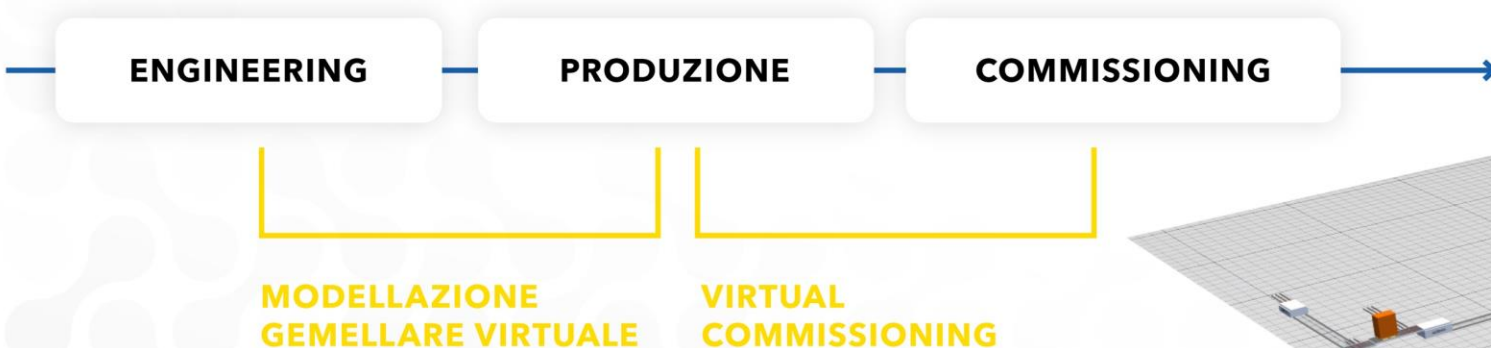 ENGINEERING
PRODUZIONE
COMMISSIONING
MODELLAZIONE
GEMELLARE VIRTUALE
VIRTUAL
COMMISSIONING